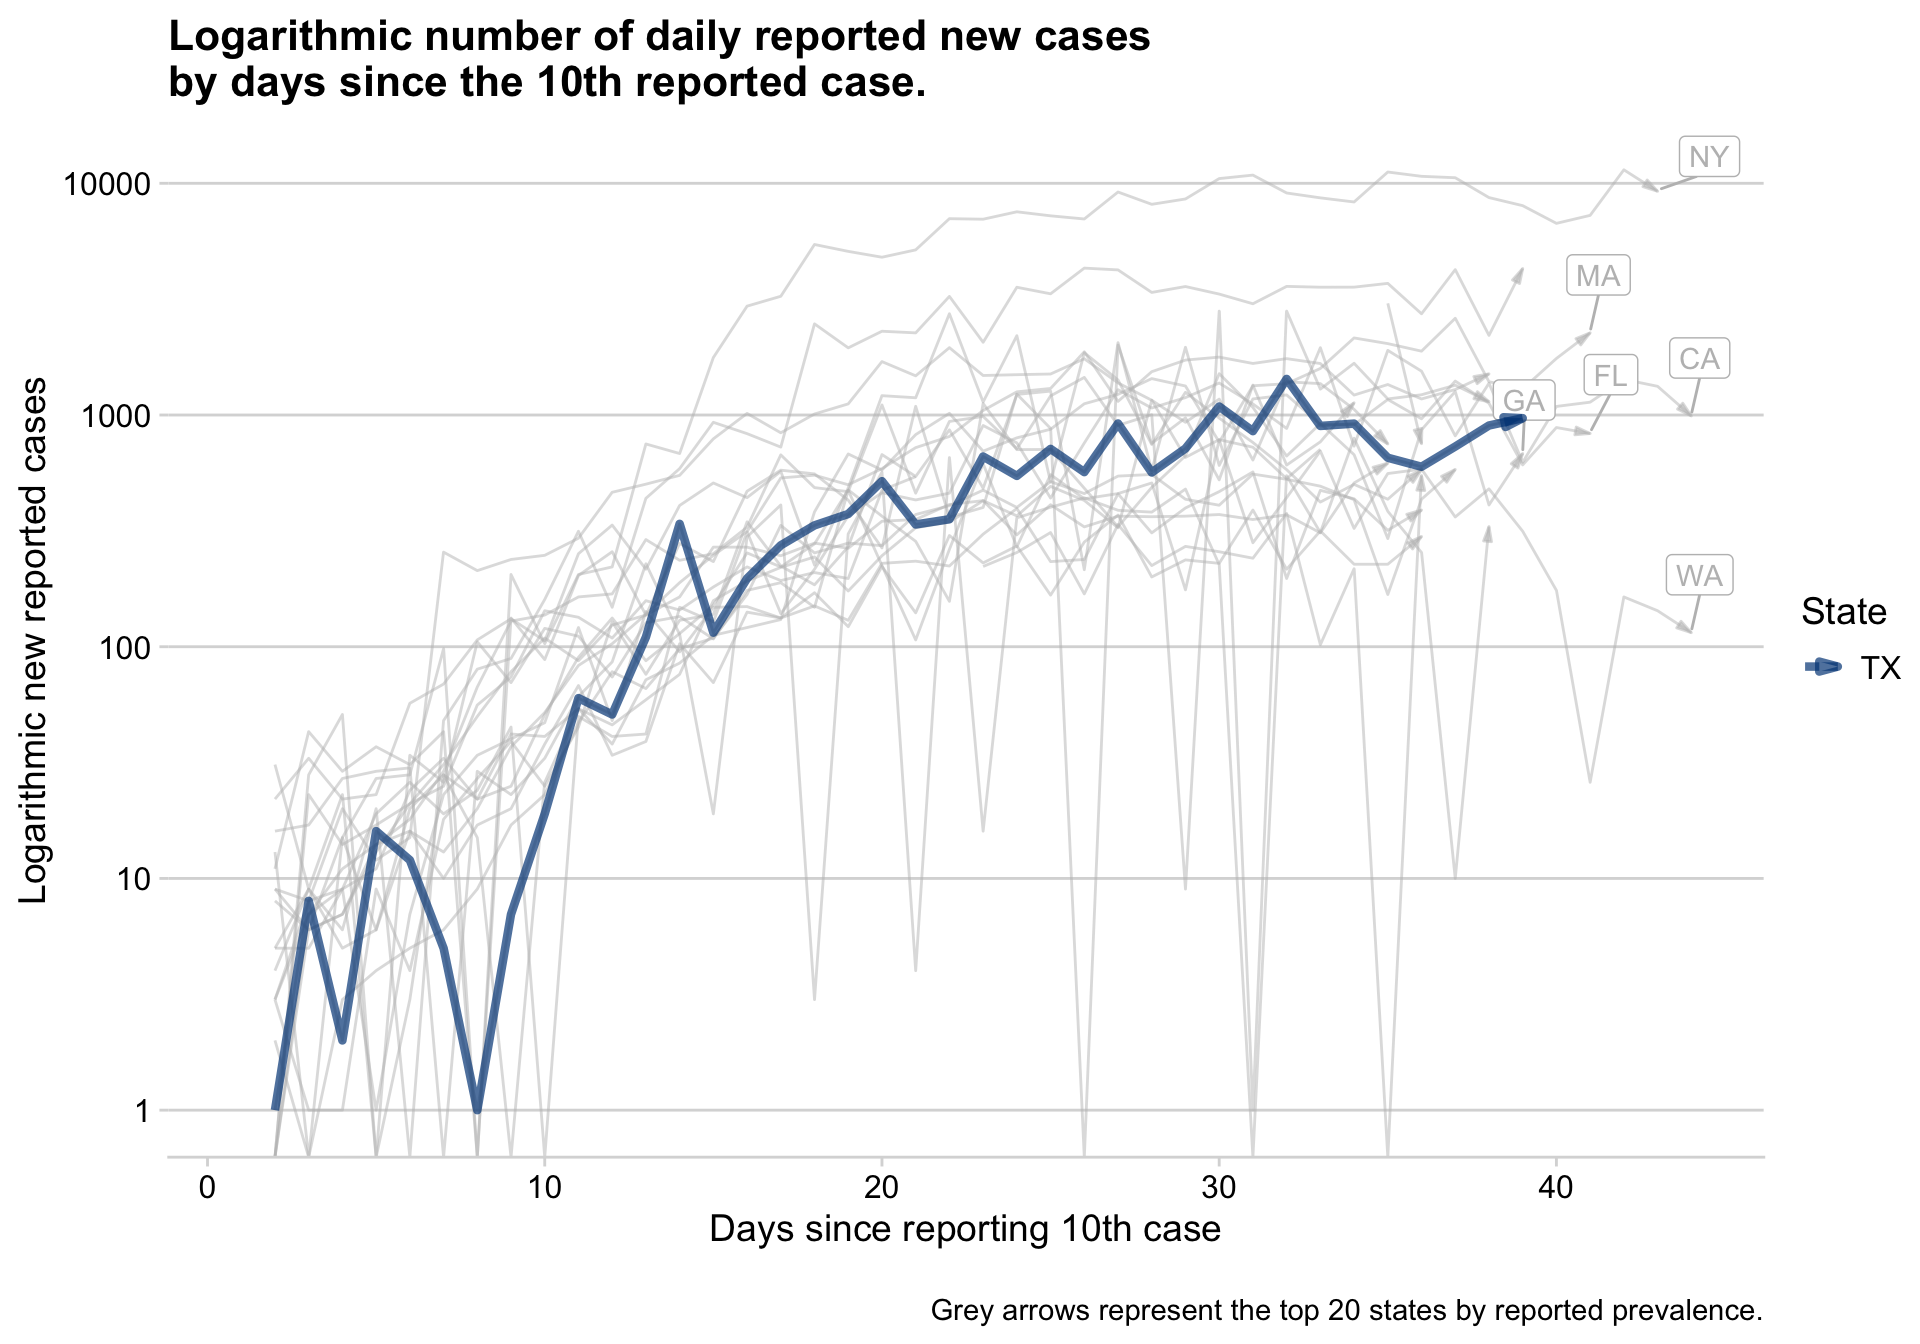 Logarithmic number of daily reported new cases
by days since the 10th reported case.
Logarithmic new reported cases
10000
1000
100
10
1
NY
MA
CA
FL
GA
WA
State
TX
0
10
20
30
40
Days since reporting 10th case
Grey arrows represent the top 20 states by reported prevalence.